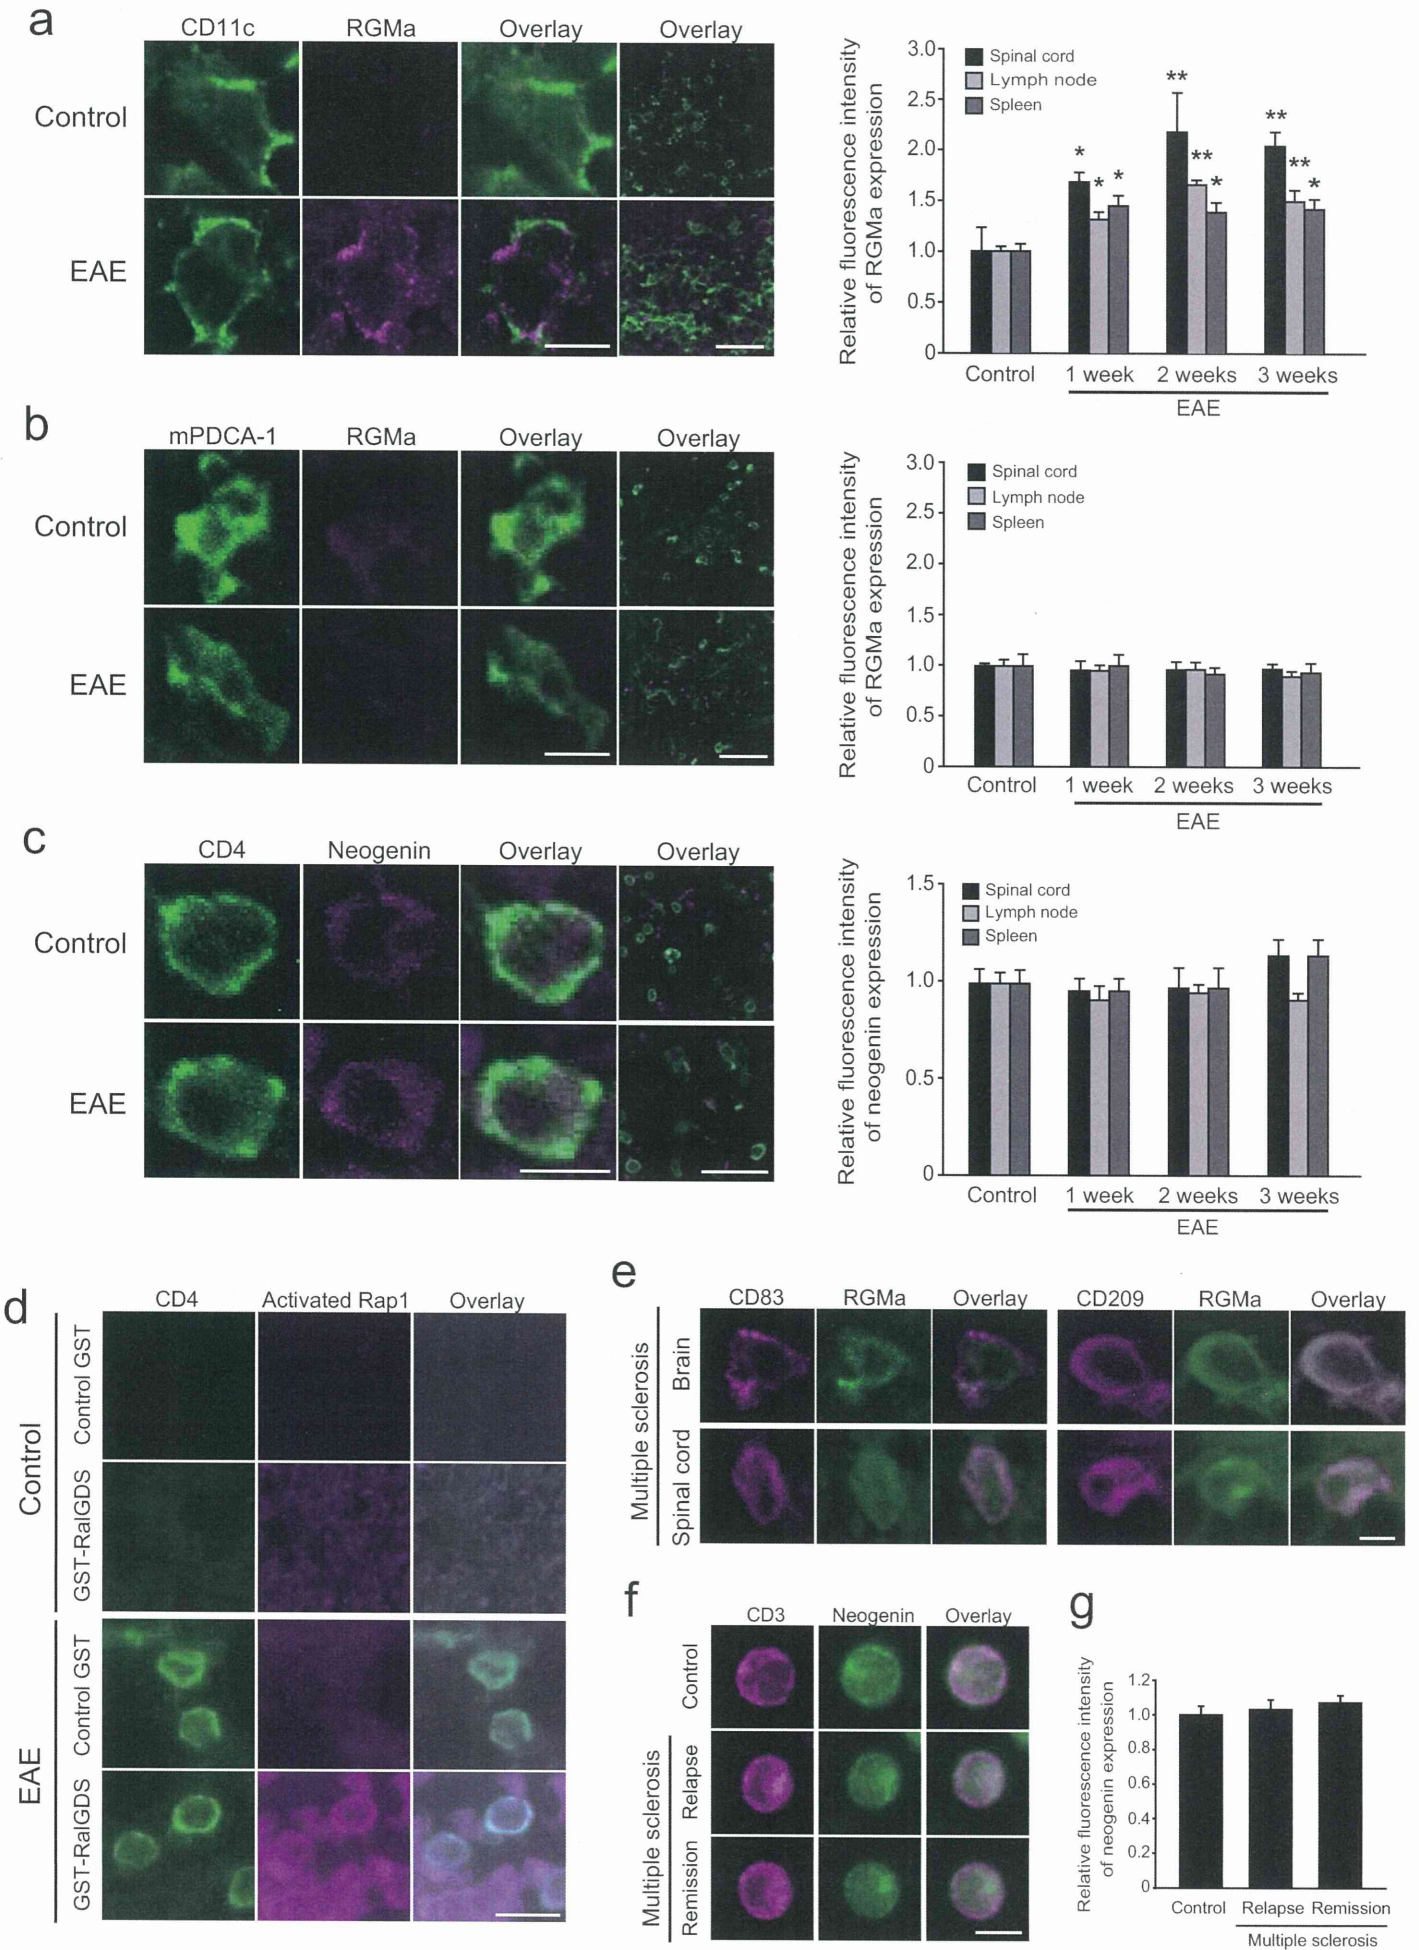 a
CD11c RGMa Overlay Overlay
Control
EAE
Relative fluorescence intensity
of RGMa expression
3.0
2.5
2.0
1.5
1.0
0.5
0
Spinal cord
Lymph node
Spleen
* * *
** ** *
** ** *
Control 1 week 2 weeks 3 weeks
EAE
b
mPDCA-1 RGMa Overlay Overlay
Control
EAE
Relative fluorescence intensity
of RGMa expression
3.0
2.5
2.0
1.5
1.0
0.5
0
Spinal cord
Lymph node
Spleen
Control 1 week 2 weeks 3 weeks
EAE
c
CD4 Neogenin Overlay Overlay
Control
EAE
Relative fluorescence intensity
of neogenin expression
1.5
1.0
0.5
0
Spinal cord
Lymph node
Spleen
Control 1 week 2 weeks 3 weeks
EAE
d
CD4 Activated Rap1 Overlay
Control
Control GST
GST-RalGDS
EAE
Control GST
GST-RalGDS
e
CD83 RGMa Overlay CD209 RGMa Overlay
Multiple sclerosis
Brain
Spinal cord
f
CD3 Neogenin Overlay
Control
Multiple sclerosis
Relapse
Remission
g
Relative fluorescence intensity
of neogenin expression
1.2
1.0
0.8
0.6
0.4
0.2
0
Control Relapse Remission
Multiple sclerosis